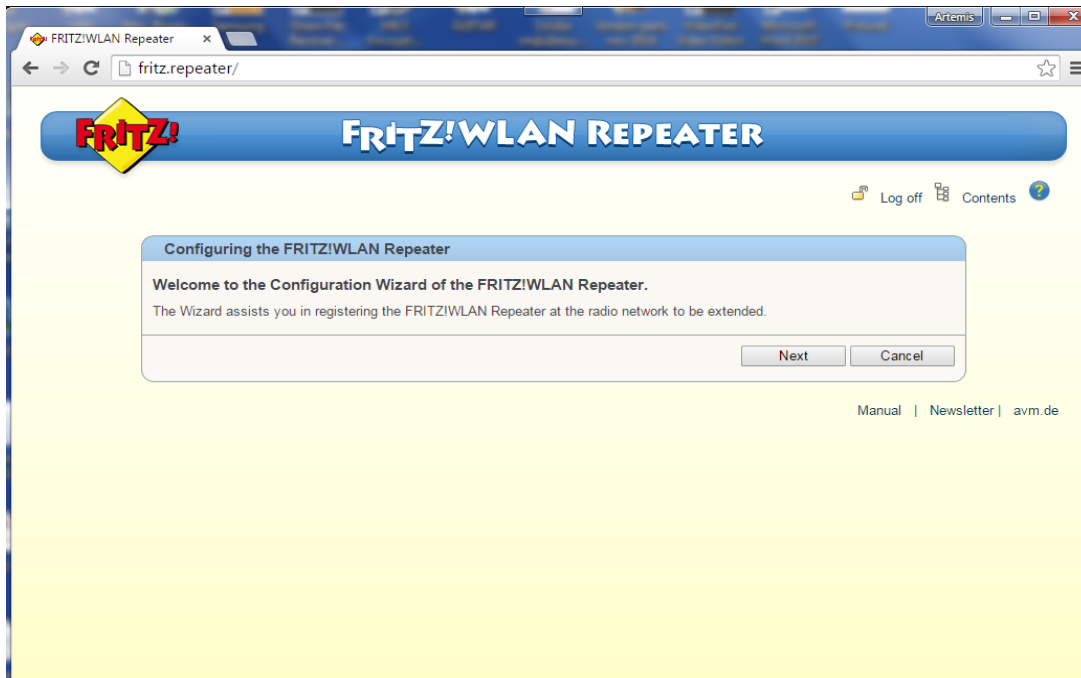 Artemis
FRITZ!WLAN Repeater
fritz.repeater/
FRITZ! FRITZ!WLAN REPEATER
Log off Contents ?
Configuring the FRITZ!WLAN Repeater
Welcome to the Configuration Wizard of the FRITZ!WLAN Repeater.
The Wizard assists you in registering the FRITZ!WLAN Repeater at the radio network to be extended.
Next Cancel
Manual | Newsletter | avm.de